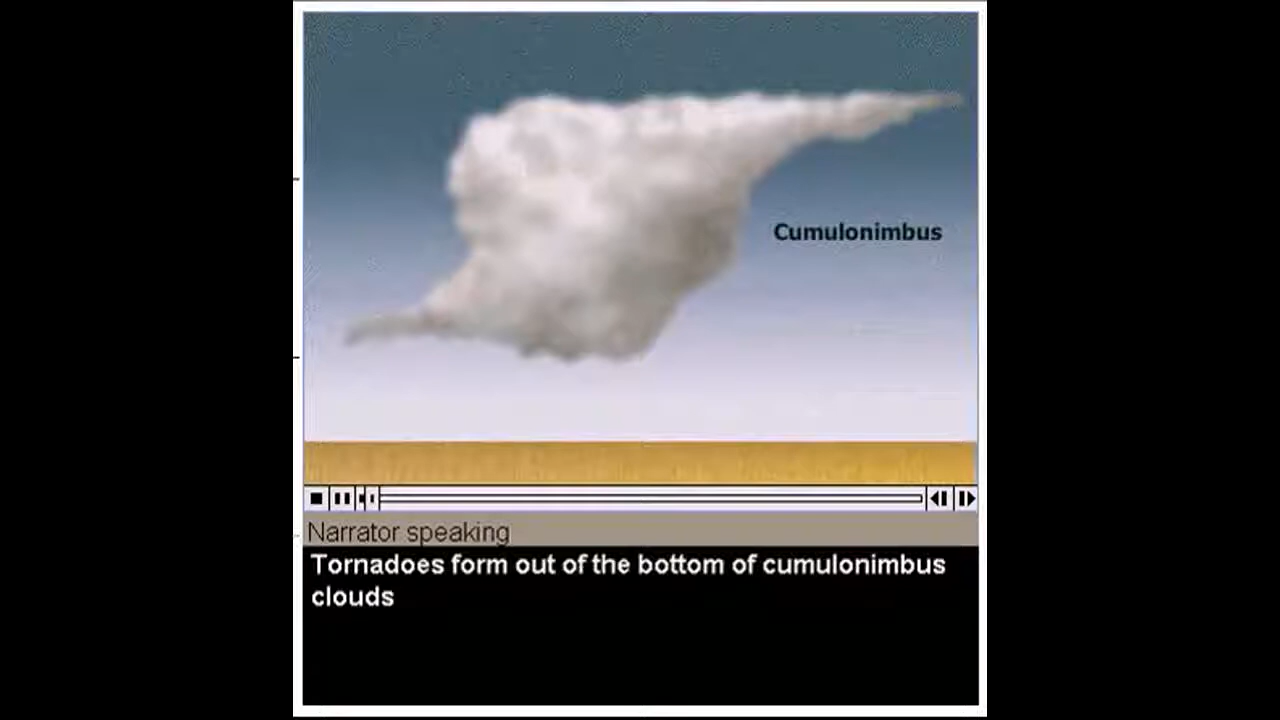 Cumulonimbus
Narrator speaking
Tornadoes form out of the bottom of cumulonimbus
clouds